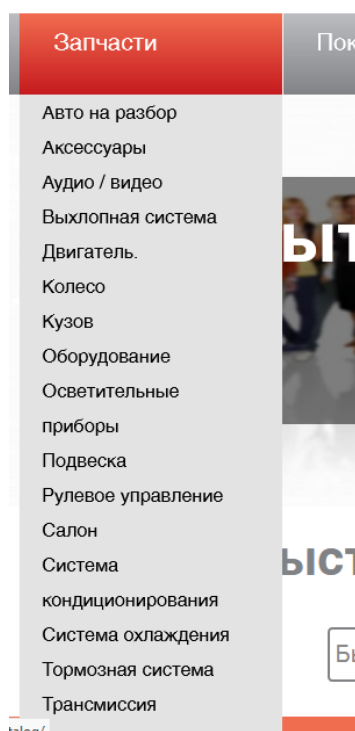 Запчасти
Авто на разбор
Аксессуары
Аудио / видео
Выхлопная система
Двигатель.
Колесо
Кузов
Оборудование
Осветительные
приборы
Подвеска
Рулевое управление
Салон
Система
кондиционирования
Система охлаждения
Тормозная система
Трансмиссия